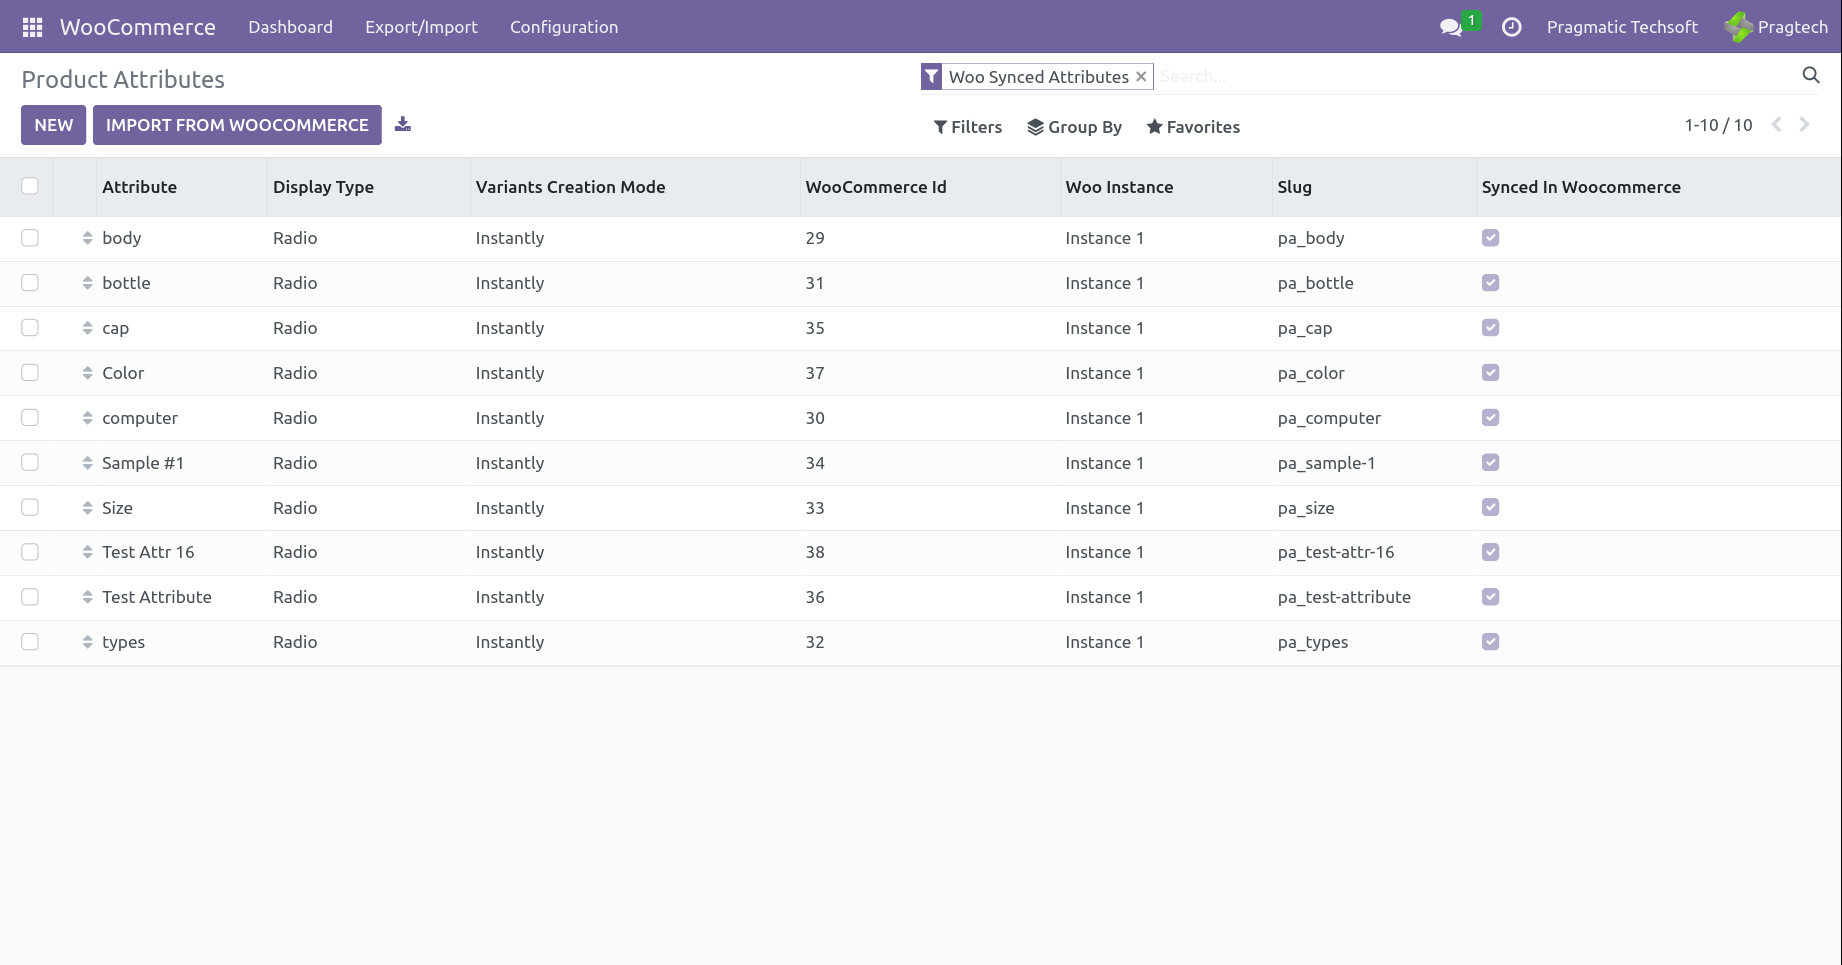 WooCommerce Dashboard Export/Import Configuration 1 Pragmatic Techsoft Pragtech
Product Attributes Woo Synced Attributes × Search...
NEW IMPORT FROM WOOCOMMERCE Filters Group By Favorites 1-10 / 10
Attribute Display Type Variants Creation Mode WooCommerce Id Woo Instance Slug Synced In Woocommerce
body Radio Instantly 29 Instance 1 pa_body
bottle Radio Instantly 31 Instance 1 pa_bottle
cap Radio Instantly 35 Instance 1 pa_cap
Color Radio Instantly 37 Instance 1 pa_color
computer Radio Instantly 30 Instance 1 pa_computer
Sample #1 Radio Instantly 34 Instance 1 pa_sample-1
Size Radio Instantly 33 Instance 1 pa_size
Test Attr 16 Radio Instantly 38 Instance 1 pa_test-attr-16
Test Attribute Radio Instantly 36 Instance 1 pa_test-attribute
types Radio Instantly 32 Instance 1 pa_types